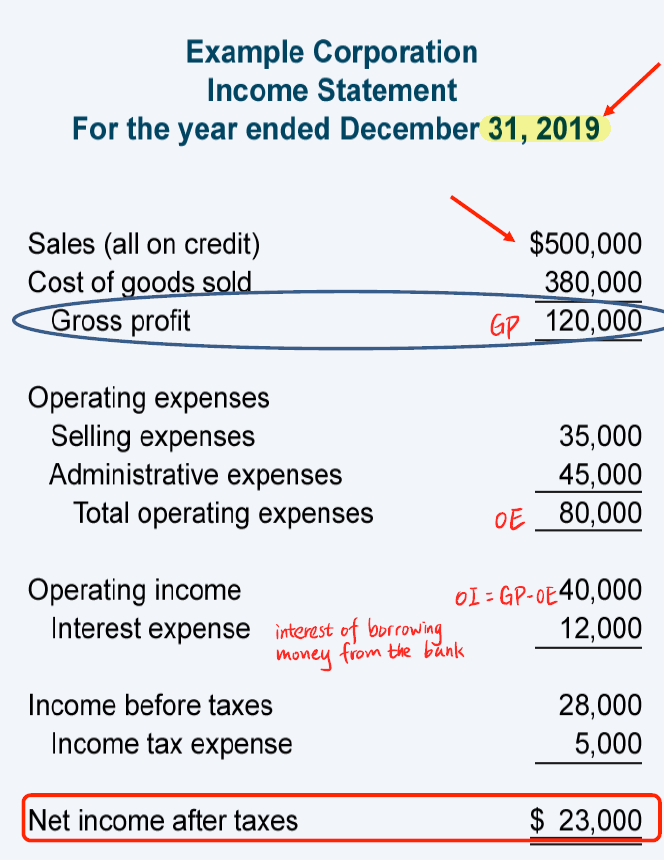 Example Corporation
Income Statement
For the year ended December 31, 2019
Sales (all on credit) $500,000
Cost of goods sold 380,000
Gross profit GP 120,000
Operating expenses
Selling expenses 35,000
Administrative expenses 45,000
Total operating expenses OE 80,000
Operating income OI = GP-OE 40,000
Interest expense interest of borrowing 12,000
money from the bank
Income before taxes 28,000
Income tax expense 5,000
Net income after taxes $ 23,000